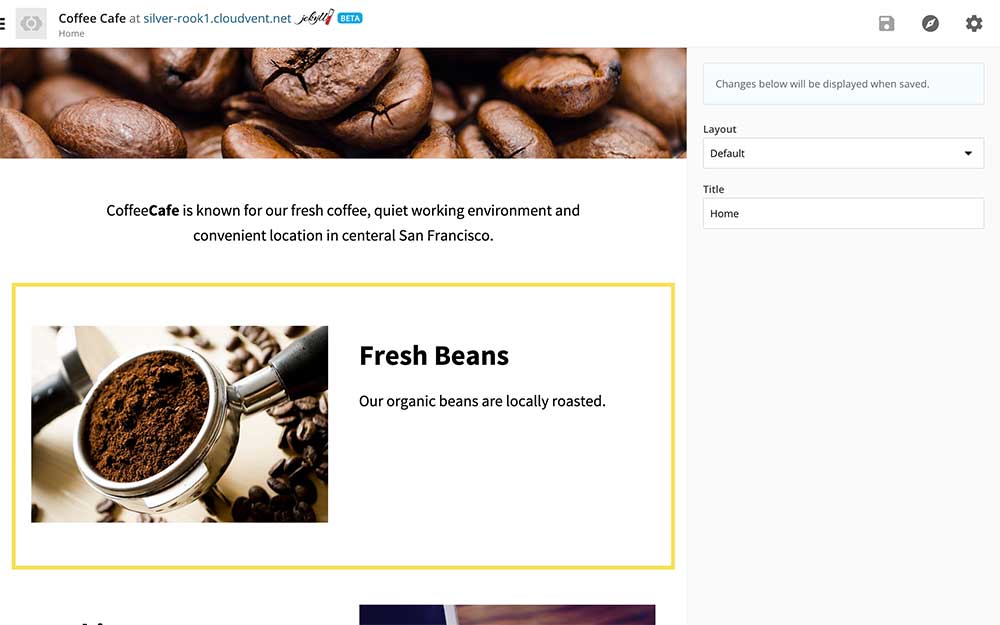 Coffee Cafe at silver-rook1.cloudvent.net jekyll BETA
Home
Changes below will be displayed when saved.
Layout
Default
Title
Home
CoffeeCafe is known for our fresh coffee, quiet working environment and
convenient location in centeral San Francisco.
Fresh Beans
Our organic beans are locally roasted.